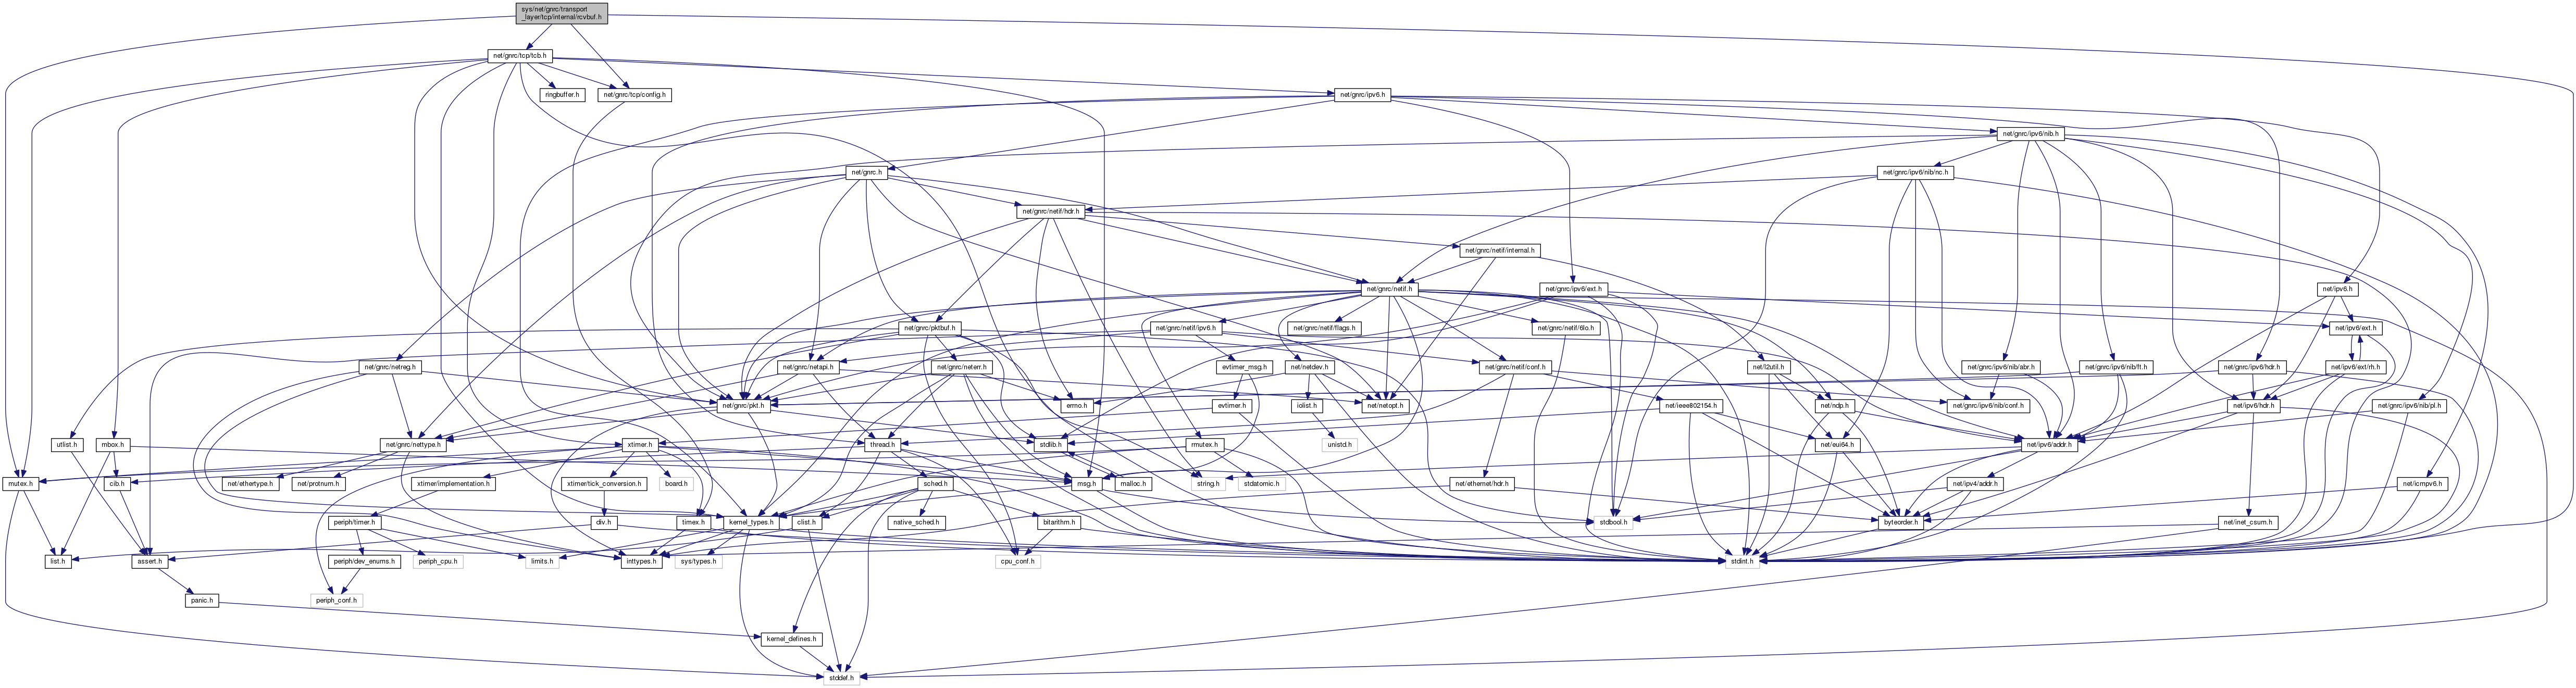 sys/net/gnrc/transport
_layer/tcp/internal/rcvbuf.h
net/gnrc/tcp/tcb.h
ringbuffer.h
net/gnrc/tcp/config.h
net/gnrc/ipv6.h
net/gnrc/ipv6/nib.h
net/gnrc.h
net/gnrc/ipv6/nib/nc.h
net/gnrc/netif/hdr.h
net/gnrc/netif/internal.h
net/gnrc/netif.h
net/gnrc/ipv6/ext.h
net/ipv6.h
net/gnrc/pktbuf.h
net/gnrc/netif/ipv6.h
net/gnrc/netif/flags.h
net/gnrc/netif/6lo.h
net/ipv6/ext.h
net/gnrc/netreg.h
net/gnrc/netapi.h
net/gnrc/neterr.h
evtimer_msg.h
net/netdev.h
net/gnrc/netif/conf.h
net/l2util.h
net/gnrc/ipv6/nib/abr.h
net/gnrc/ipv6/nib/ft.h
net/gnrc/ipv6/hdr.h
net/ipv6/ext/rh.h
net/gnrc/pkt.h
errno.h
evtimer.h
iolist.h
net/netopt.h
net/ieee802154.h
net/ndp.h
net/gnrc/ipv6/nib/conf.h
net/ipv6/hdr.h
net/gnrc/ipv6/nib/pl.h
utlist.h
mbox.h
net/gnrc/nettype.h
xtimer.h
thread.h
stdlib.h
rmutex.h
unistd.h
net/eui64.h
net/ipv6/addr.h
mutex.h
cib.h
net/ethertype.h
net/protnum.h
xtimer/implementation.h
xtimer/tick_conversion.h
board.h
sched.h
msg.h
malloc.h
string.h
stdatomic.h
net/ethernet/hdr.h
net/ipv4/addr.h
net/icmpv6.h
periph/timer.h
div.h
timex.h
kernel_types.h
clist.h
native_sched.h
bitarithm.h
stdbool.h
byteorder.h
net/inet_csum.h
list.h
assert.h
periph/dev_enums.h
periph_cpu.h
limits.h
inttypes.h
sys/types.h
cpu_conf.h
stdint.h
panic.h
periph_conf.h
kernel_defines.h
stddef.h